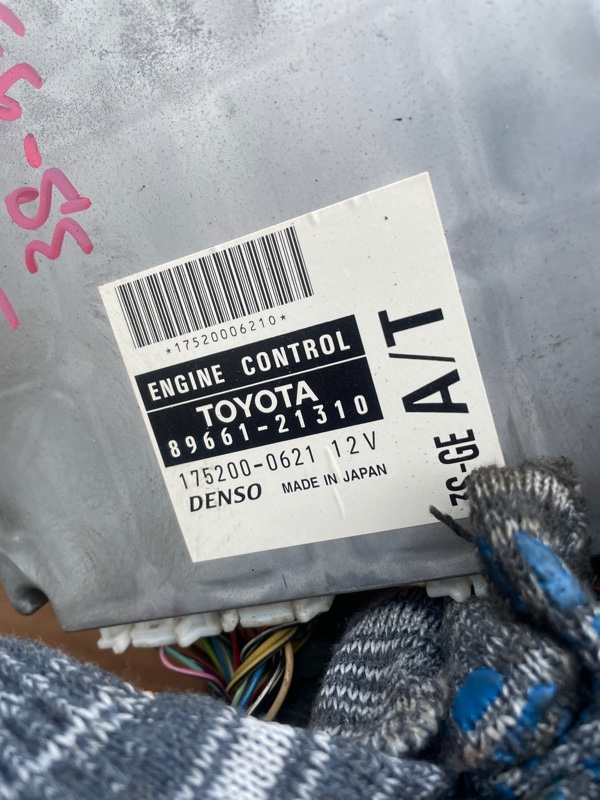 *17520006210*
ENGINE CONTROL
TOYOTA
89661-21310
175200-0621 12V
DENSO MADE IN JAPAN
A/T